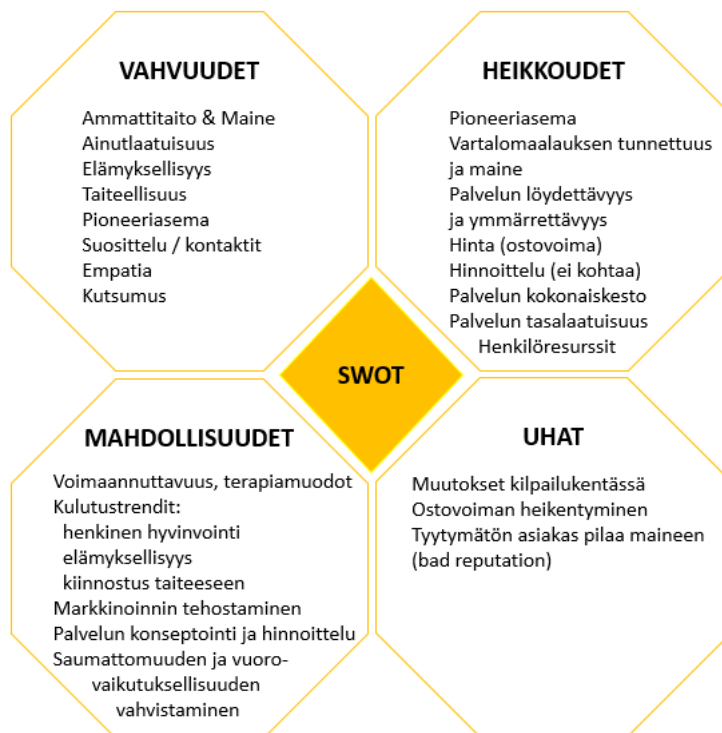 VAHVUUDET
Ammattitaito & Maine
Ainutlaatuisuus
Elämyksellisyys
Taiteellisuus
Pioneeriasema
Suosittelu / kontaktit
Empatia
Kutsumus
HEIKKOUDET
Pioneeriasema
Vartalomaalauksen tunnettuus
ja maine
Palvelun löydettävyys
ja ymmärrettävyys
Hinta (ostovoima)
Hinnoittelu (ei kohtaa)
Palvelun kokonaiskesto
Palvelun tasalaatuisuus
Henkilöresurssit
SWOT
MAHDOLLISUUDET
Voimaannuttavuus, terapiamuodot
Kulutustrendit:
henkinen hyvinvointi
elämyksellisyys
kiinnostus taiteeseen
Markkinoinnin tehostaminen
Palvelun konseptointi ja hinnoittelu
Saumattomuuden ja vuoro-
vaikutuksellisuuden
vahvistaminen
UHAT
Muutokset kilpailukentässä
Ostovoiman heikentyminen
Tyytymätön asiakas pilaa maineen
(bad reputation)